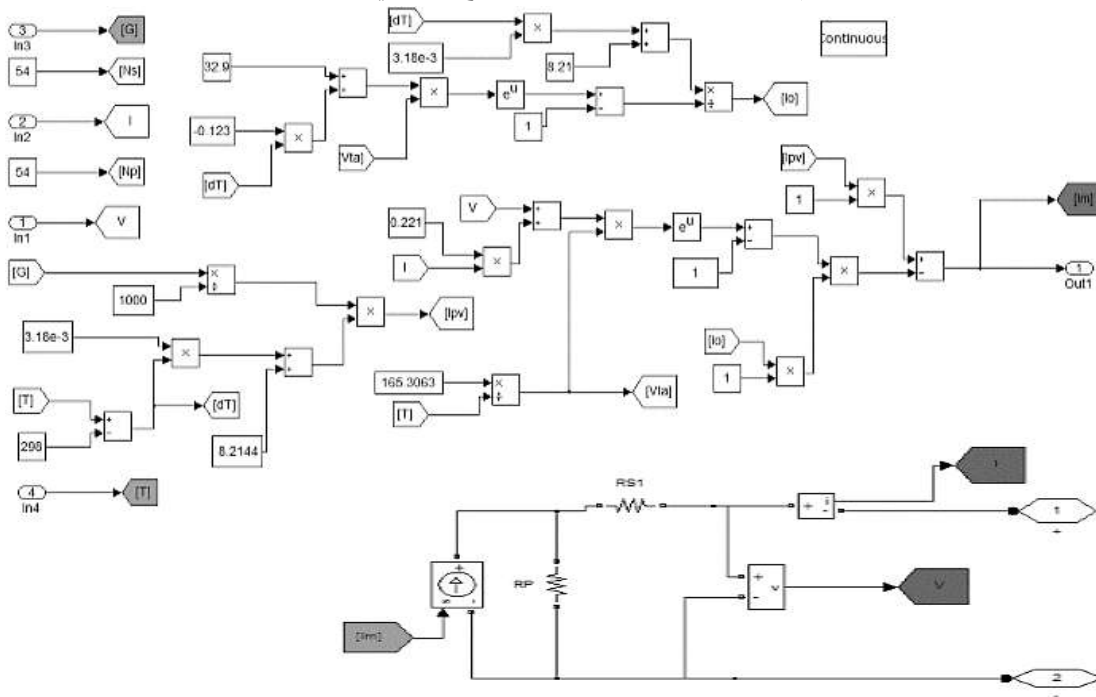 3
In3
[G]
54
[Ns]
2
In2
I
54
[Np]
1
In1
V
[dT]
3.18e-3
×
8.21
+
+
×
÷
[Io]
Continuous
32.9
+
+
×
e^u
+
-
1
-0.123
×
[dT]
[Vta]
[Ipv]
1
×
[Im]
V
+
+
×
e^u
+
-
1
0.221
×
I
×
+
-
1
Out1
[Io]
1
×
[G]
×
÷
1000
×
[Ipv]
3.18e-3
×
+
+
[T]
+
-
298
[dT]
8.2144
165.3063
×
÷
[T]
[Vta]
4
In4
[T]
RS1
+
i
-
I
1
+
RP
+
s
-
+
v
-
V
[Im]
2
-